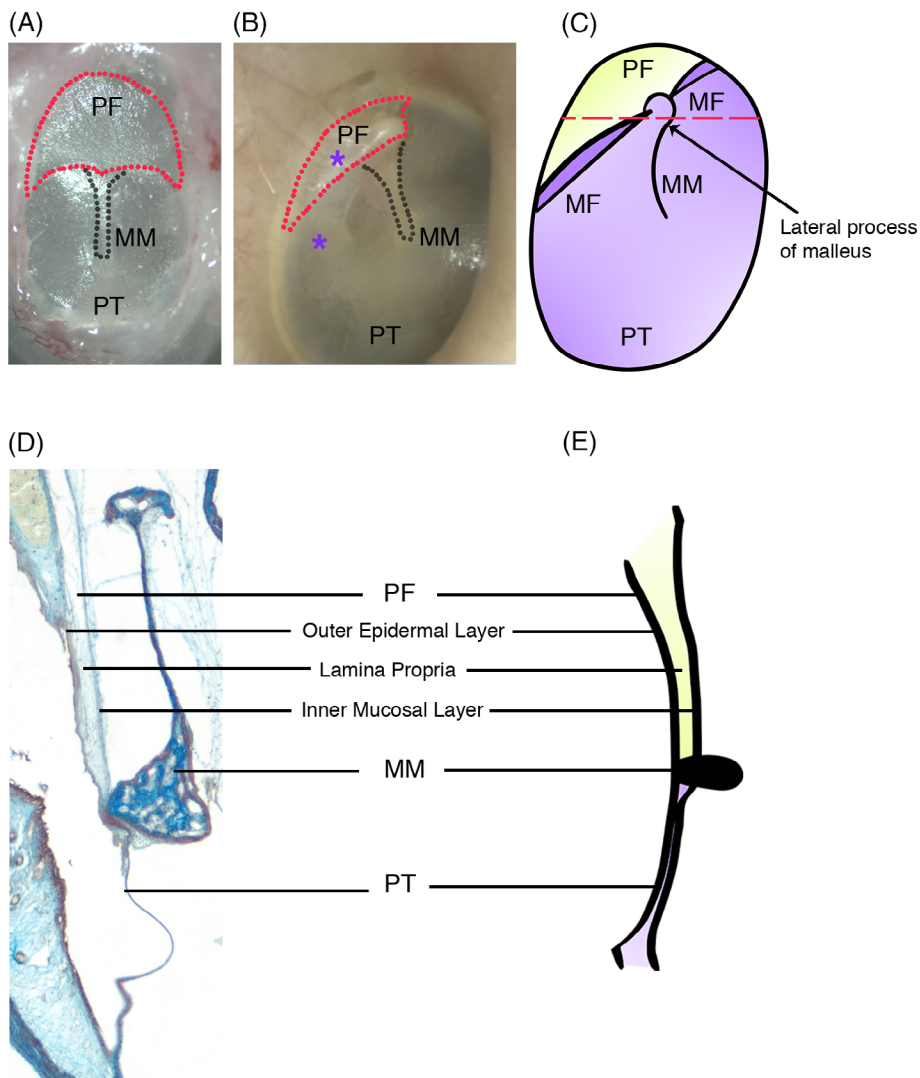 (A)
PF
MM
PT
(B)
PF
*
*
MM
PT
(C)
PF
MF
MF
MM
Lateral process
of malleus
PT
(D)
(E)
PF
Outer Epidermal Layer
Lamina Propria
Inner Mucosal Layer
MM
PT